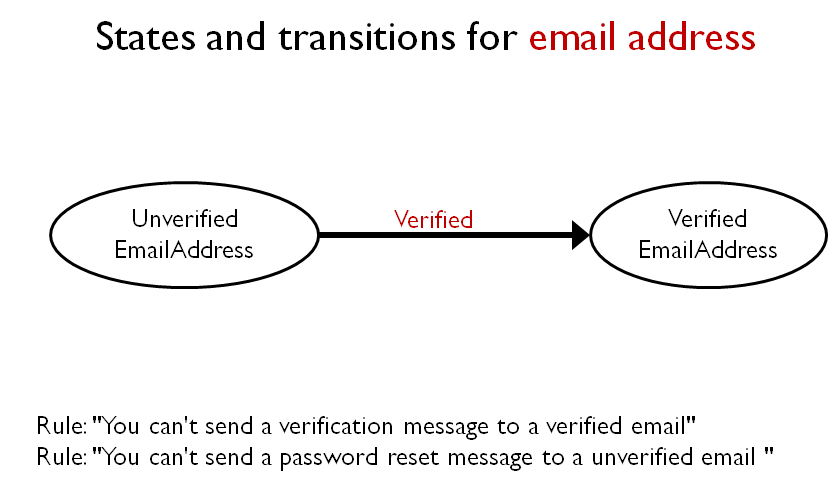 States and transitions for email address
Unverified
EmailAddress
Verified
Verified
EmailAddress
Rule: "You can't send a verification message to a verified email"
Rule: "You can't send a password reset message to a unverified email "